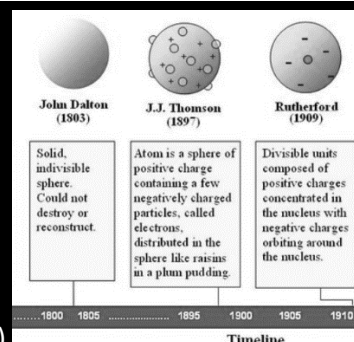 John Dalton
(1803)
J.J. Thomson
(1897)
Rutherford
(1909)
Solid,
indivisible
sphere.
Could not
destroy or
reconstruct.
Atom is a sphere of
positive charge
containing a few
negatively charged
particles, called
electrons,
distributed in the
sphere like raisins
in a plum pudding.
Divisible units
composed of
positive charges
concentrated in
the nucleus with
negative charges
orbiting around
the nucleus.
........ 1800 1805 ...................... 1895 1900 1905 1910
Timeline